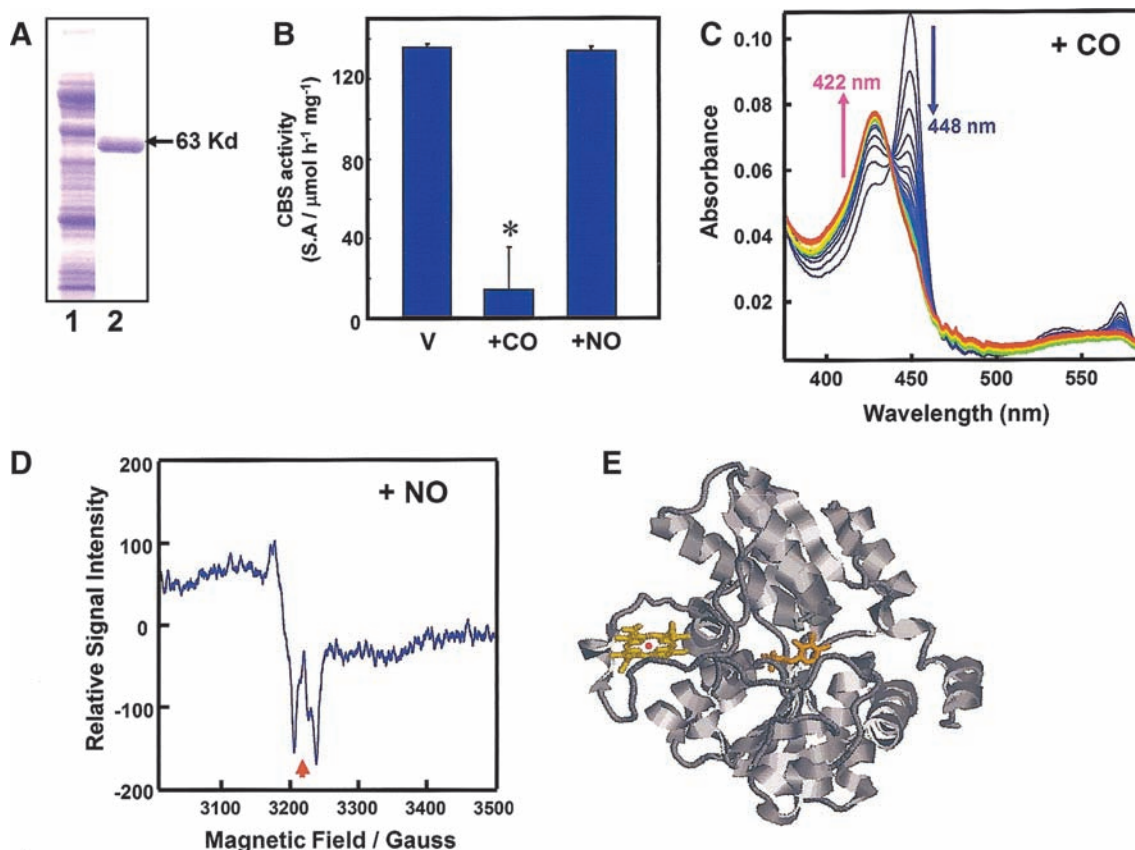 A
63 Kd
1 2
B
CBS activity
(S.A / μmol h⁻¹ mg⁻¹)
120
80
40
0
*
V +CO +NO
C
+ CO
422 nm
448 nm
Absorbance
0.10
0.08
0.06
0.04
0.02
400 450 500 550
Wavelength (nm)
D
+ NO
Relative Signal Intensity
200
100
0
-100
-200
3100 3200 3300 3400 3500
Magnetic Field / Gauss
E